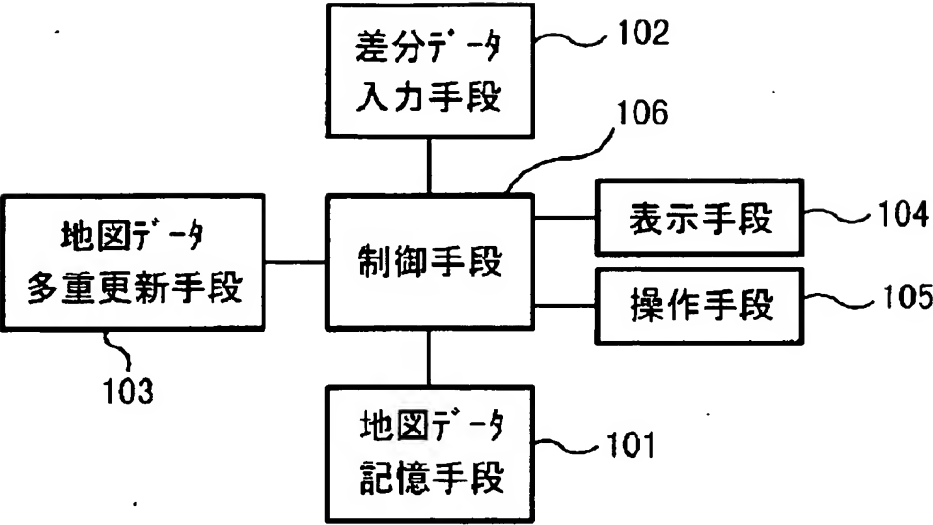 差分ﾃﾞｰﾀ
入力手段
102
106
地図ﾃﾞｰﾀ
多重更新手段
103
制御手段
表示手段
104
操作手段
105
地図ﾃﾞｰﾀ
記憶手段
101